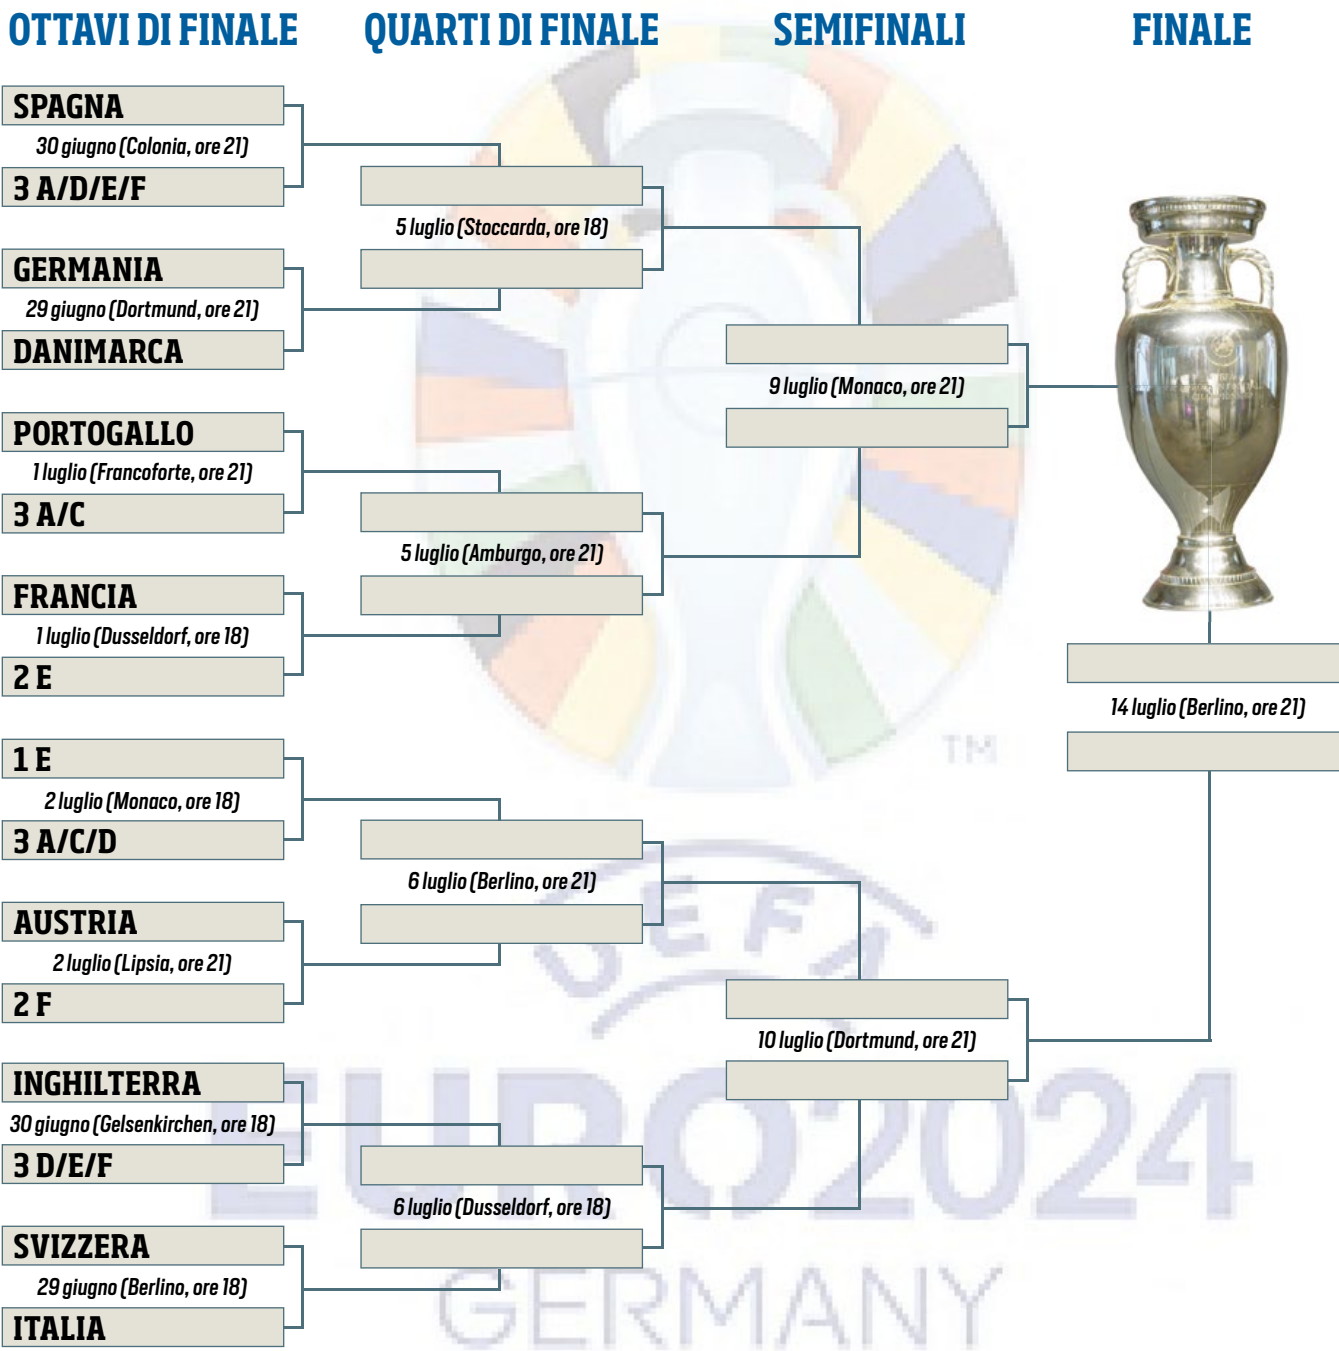 OTTAVI DI FINALE
QUARTI DI FINALE
SEMIFINALI
FINALE
SPAGNA
30 giugno (Colonia, ore 21)
3 A/D/E/F
GERMANIA
29 giugno (Dortmund, ore 21)
DANIMARCA
PORTOGALLO
1 luglio (Francoforte, ore 21)
3 A/C
FRANCIA
1 luglio (Dusseldorf, ore 18)
2 E
1 E
2 luglio (Monaco, ore 18)
3 A/C/D
AUSTRIA
2 luglio (Lipsia, ore 21)
2 F
INGHILTERRA
30 giugno (Gelsenkirchen, ore 18)
3 D/E/F
SVIZZERA
29 giugno (Berlino, ore 18)
ITALIA
5 luglio (Stoccarda, ore 18)
5 luglio (Amburgo, ore 21)
6 luglio (Berlino, ore 21)
6 luglio (Dusseldorf, ore 18)
9 luglio (Monaco, ore 21)
10 luglio (Dortmund, ore 21)
14 luglio (Berlino, ore 21)
TM
UEFA
EURO2024
GERMANY